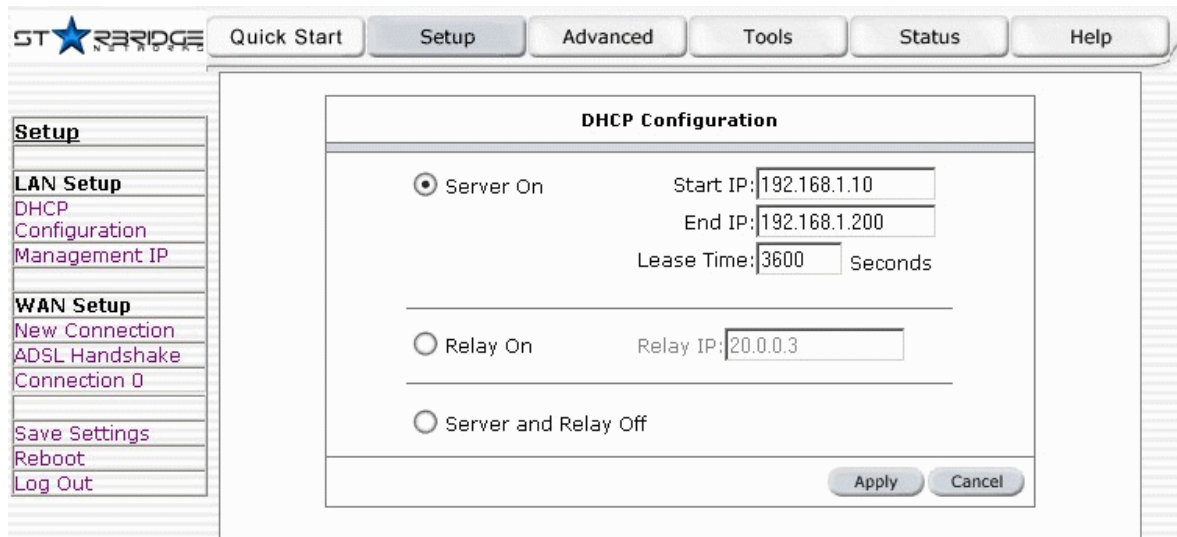 STARBRIDGE NETWORKS
Quick Start Setup Advanced Tools Status Help
Setup
LAN Setup
DHCP
Configuration
Management IP
WAN Setup
New Connection
ADSL Handshake
Connection 0
Save Settings
Reboot
Log Out
DHCP Configuration
Server On Start IP: 192.168.1.10
End IP: 192.168.1.200
Lease Time: 3600 Seconds
Relay On Relay IP: 20.0.0.3
Server and Relay Off
Apply Cancel